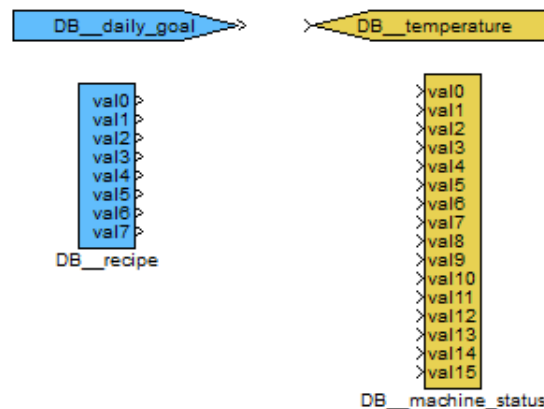 DB__daily_goal
DB__temperature
val0
val1
val2
val3
val4
val5
val6
val7
DB__recipe
val0
val1
val2
val3
val4
val5
val6
val7
val8
val9
val10
val11
val12
val13
val14
val15
DB__machine_status